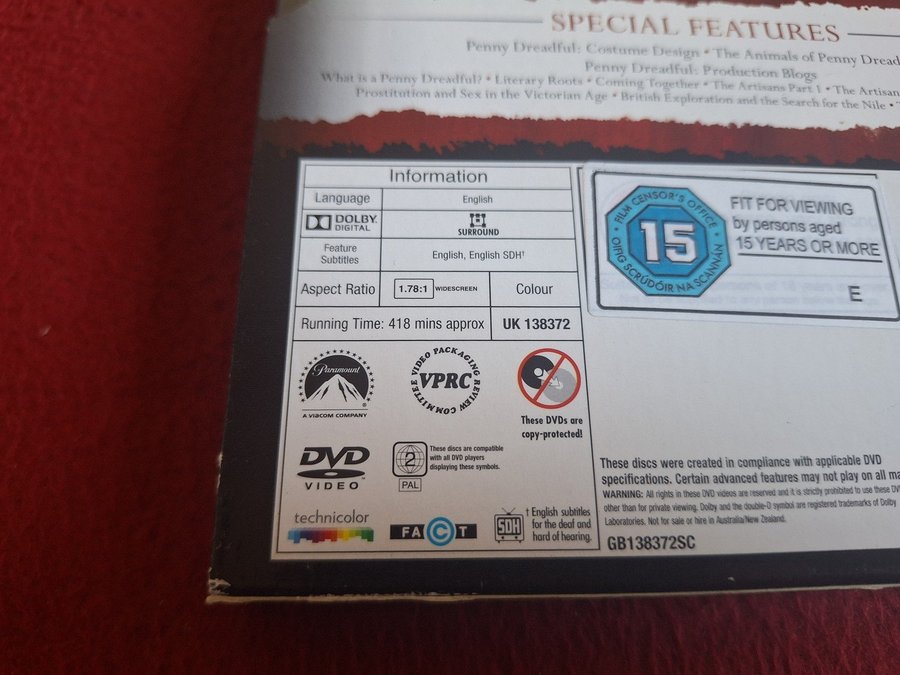 SPECIAL FEATURES
Penny Dreadful: Costume Design • The Animals of Penny Dread
Penny Dreadful: Production Blogs
What is a Penny Dreadful? • Literary Roots • Coming Together • The Artisans Part 1 • The Artisan
Prostitution and Sex in the Victorian Age • British Exploration and the Search for the Nile •
Information
Language English
DOLBY DIGITAL SURROUND
Feature Subtitles English, English SDH†
Aspect Ratio 1.78:1 WIDESCREEN Colour
Running Time: 418 mins approx UK 138372
Paramount
A VIACOM COMPANY
VIDEO PACKAGING REVIEW COMMITTEE
VPRC
These DVDs are
copy-protected!
DVD
VIDEO
2
PAL
These discs are compatible
with all DVD players
displaying these symbols.
technicolor
FACT
SDH
† English subtitles
for the deaf and
hard of hearing.
FILM CENSOR'S OFFICE
15
OIFIG SCRÚDÓIR NA SCANNÁN
FIT FOR VIEWING
by persons aged
15 YEARS OR MORE
E
These discs were created in compliance with applicable DVD
specifications. Certain advanced features may not play on all ma
WARNING: All rights in these DVD videos are reserved and it is strictly prohibited to use these DV
other than for private viewing. Dolby and the double-D symbol are registered trademarks of Dolby
Laboratories. Not for sale or hire in Australia/New Zealand.
GB138372SC